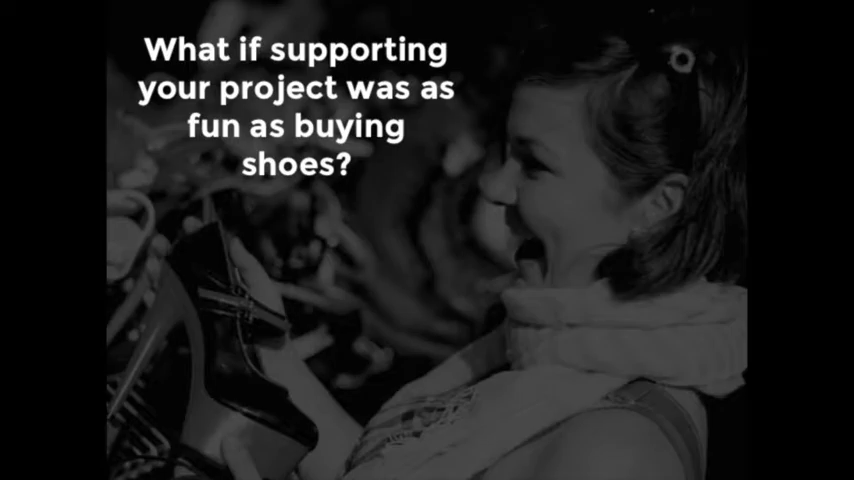 What if supporting
your project was as
fun as buying
shoes?